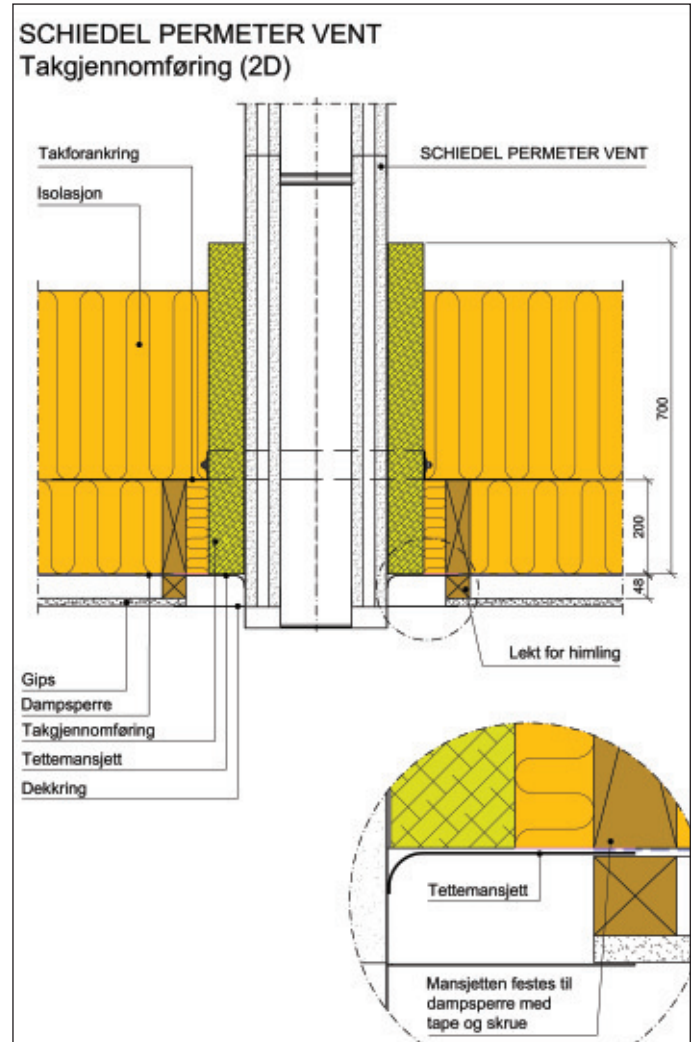 SCHIEDEL PERMETER VENT
Takgjennomføring (2D)
Takforankring
SCHIEDEL PERMETER VENT
Isolasjon
700
200
48
Lekt for himling
Gips
Dampsperre
Takgjennomføring
Tettemansjett
Dekkring
Tettemansjett
Mansjetten festes til
dampsperre med
tape og skrue